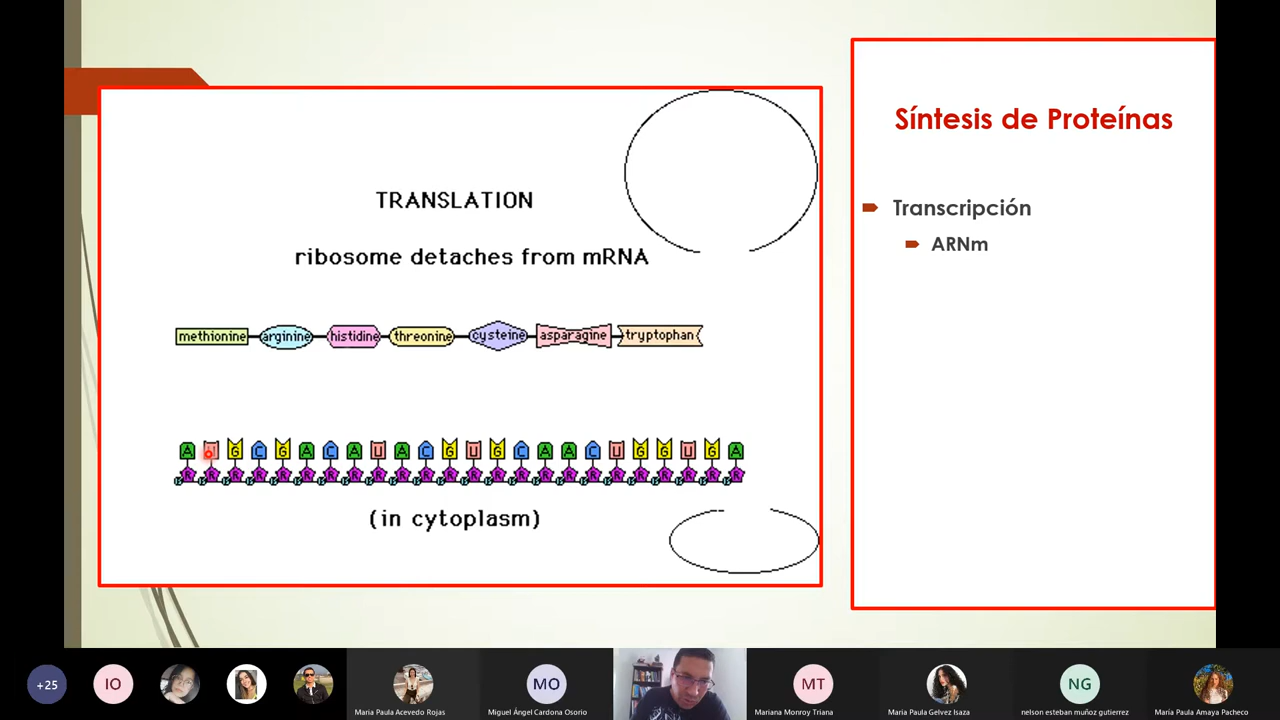 Síntesis de Proteínas
TRANSLATION
Transcripción
ARNm
ribosome detaches from mRNA
methionine arginine histidine threonine cysteine asparagine tryptophan
A U G C G A C A U A C G U G C A A C U G G U G A
R R R R R R R R R R R R R R R R R R R R R R R R
(in cytoplasm)
+25
IO
MO
MT
NG
Maria Paula Acevedo Rojas
Miguel Ángel Cardona Osorio
Mariana Monroy Triana
Maria Paula Gelvez Isaza
nelson esteban muñoz gutierrez
María Paula Amaya Pacheco